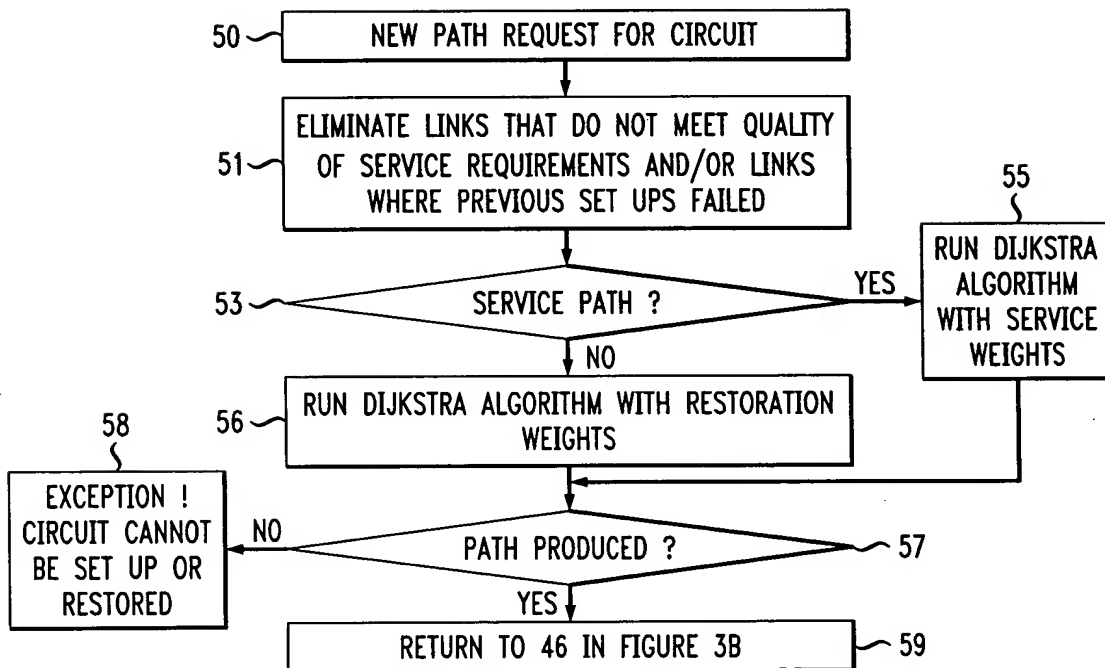 50
NEW PATH REQUEST FOR CIRCUIT
51
ELIMINATE LINKS THAT DO NOT MEET QUALITY
OF SERVICE REQUIREMENTS AND/OR LINKS
WHERE PREVIOUS SET UPS FAILED
53
SERVICE PATH ?
YES
NO
55
RUN DIJKSTRA
ALGORITHM
WITH SERVICE
WEIGHTS
56
RUN DIJKSTRA ALGORITHM WITH RESTORATION
WEIGHTS
57
PATH PRODUCED ?
NO
YES
58
EXCEPTION !
CIRCUIT CANNOT
BE SET UP OR
RESTORED
RETURN TO 46 IN FIGURE 3B
59